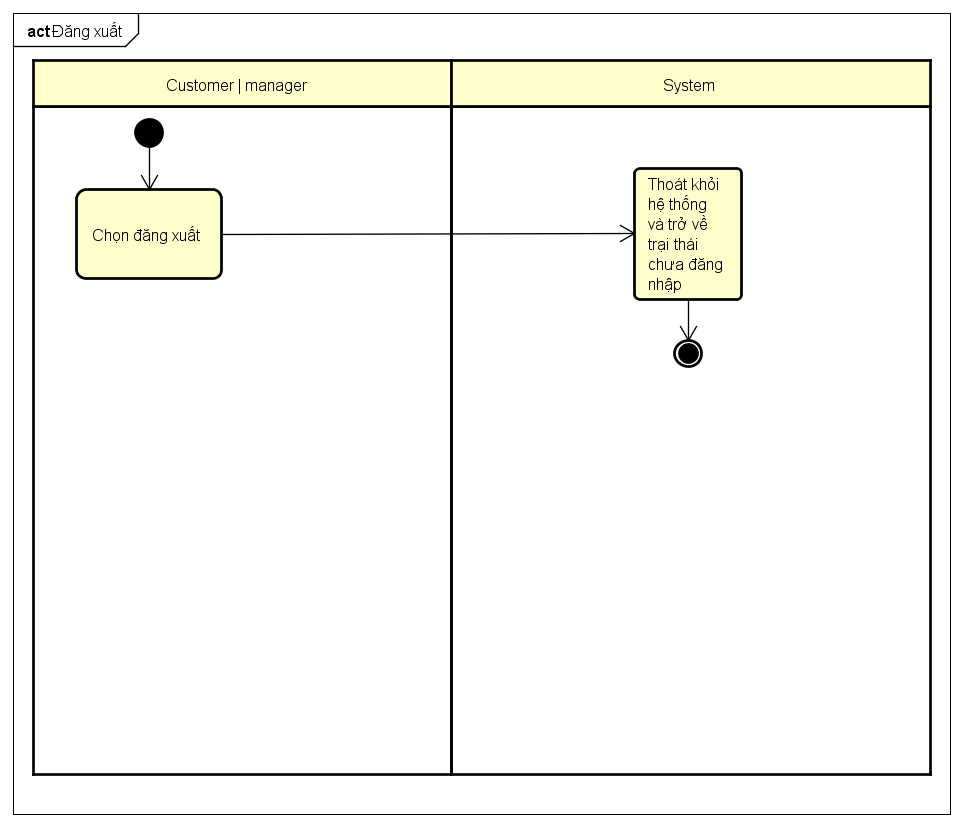 act Đăng xuất
Customer | manager
System
Chọn đăng xuất
Thoát khỏi
hệ thống
và trở về
trại thái
chưa đăng
nhập